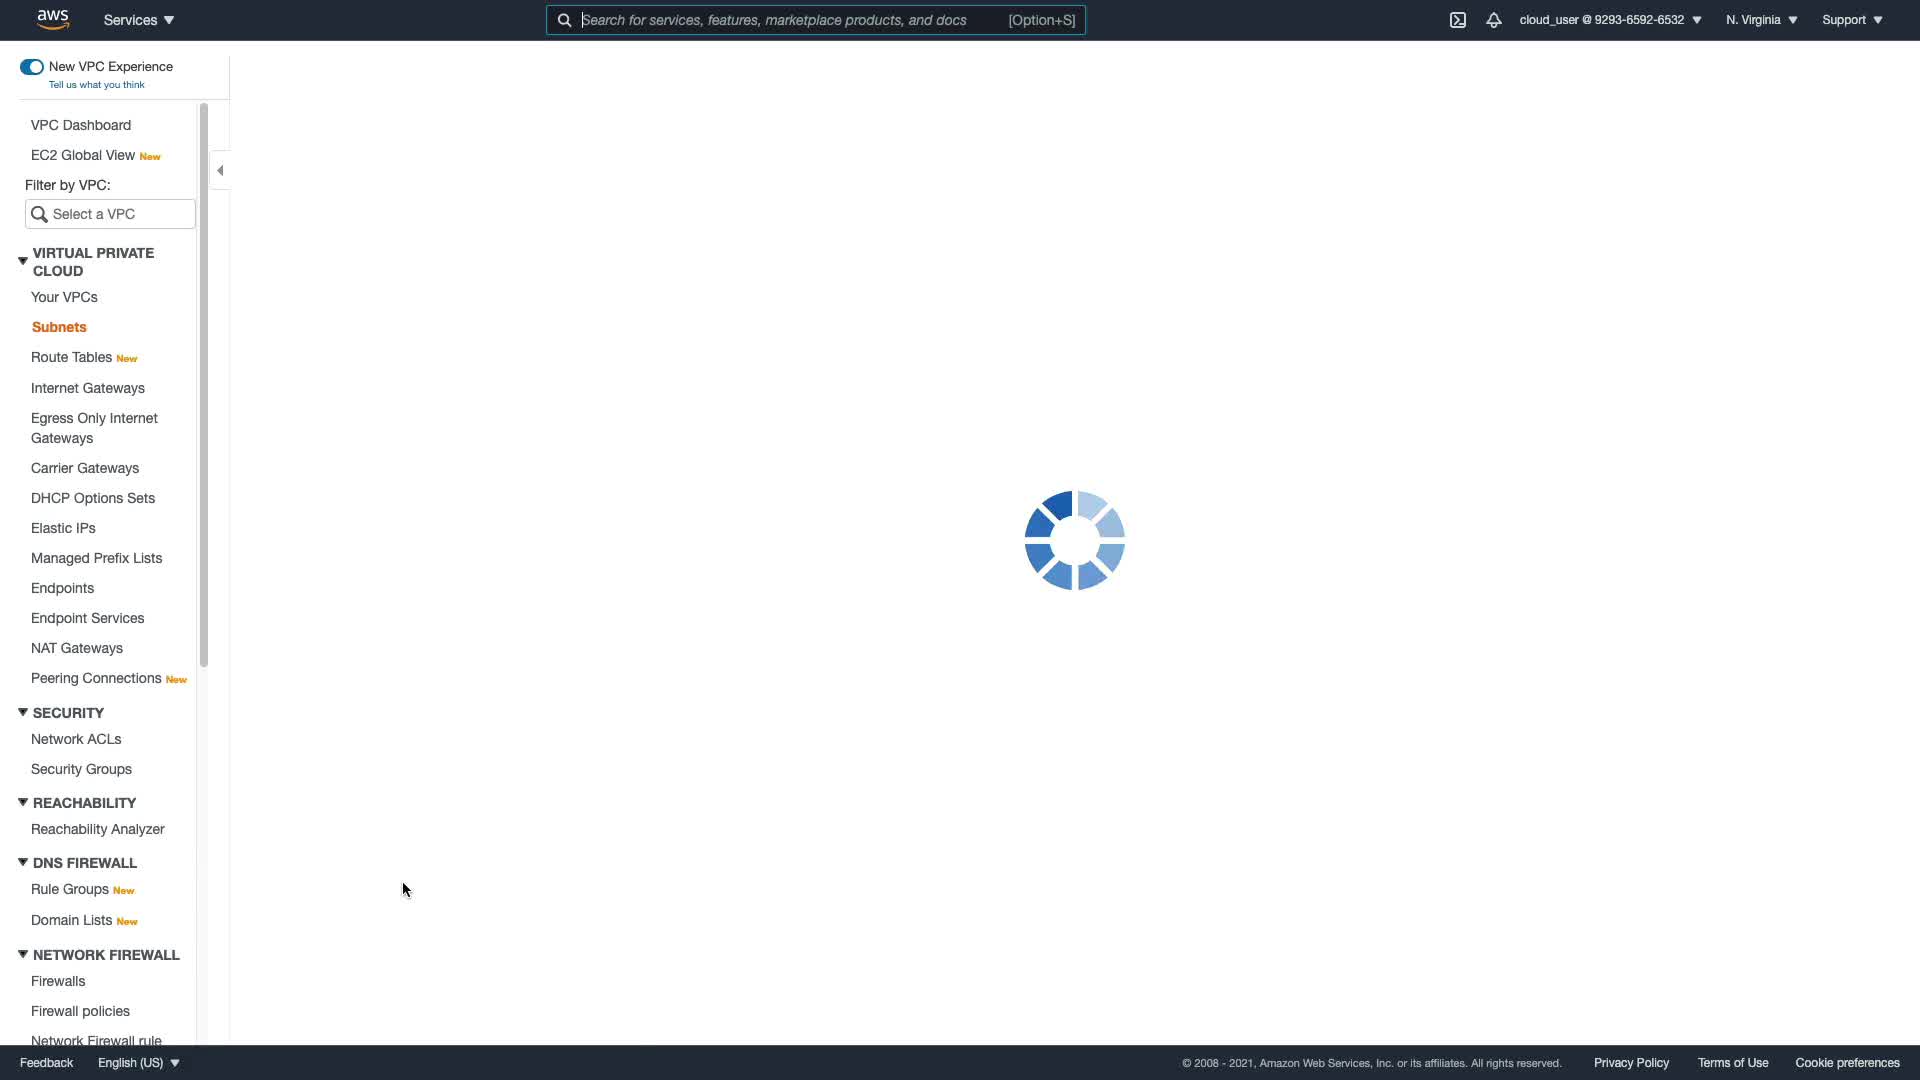 aws
Services
Search for services, features, marketplace products, and docs [Option+S]
cloud_user @ 9293-6592-6532
N. Virginia
Support
New VPC Experience
Tell us what you think
VPC Dashboard
EC2 Global View New
Filter by VPC:
Select a VPC
VIRTUAL PRIVATE
CLOUD
Your VPCs
Subnets
Route Tables New
Internet Gateways
Egress Only Internet
Gateways
Carrier Gateways
DHCP Options Sets
Elastic IPs
Managed Prefix Lists
Endpoints
Endpoint Services
NAT Gateways
Peering Connections New
SECURITY
Network ACLs
Security Groups
REACHABILITY
Reachability Analyzer
DNS FIREWALL
Rule Groups New
Domain Lists New
NETWORK FIREWALL
Firewalls
Firewall policies
Network Firewall rule
Feedback
English (US)
© 2008 - 2021, Amazon Web Services, Inc. or its affiliates. All rights reserved.
Privacy Policy
Terms of Use
Cookie preferences